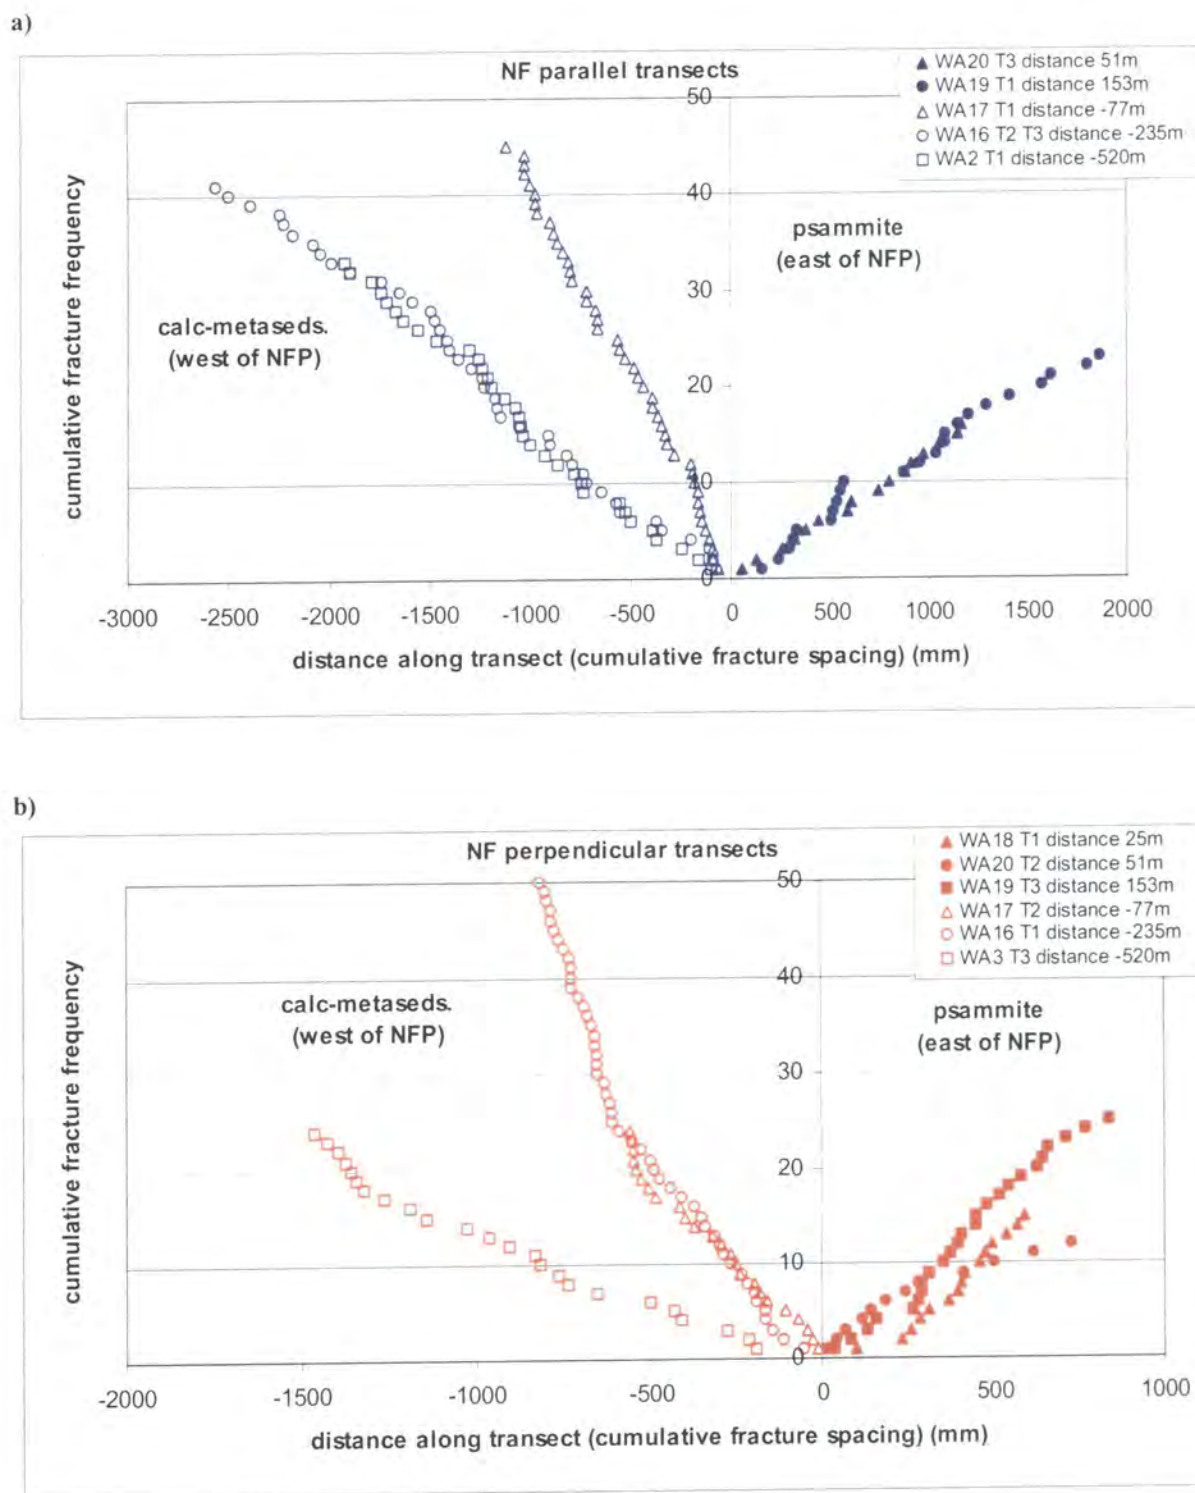 a)
NF parallel transects
▲ WA20 T3 distance 51m
● WA19 T1 distance 153m
△ WA17 T1 distance -77m
○ WA16 T2 T3 distance -235m
□ WA2 T1 distance -520m
50
40
30
20
10
0
cumulative fracture frequency
psammite
(east of NFP)
calc-metaseds.
(west of NFP)
-3000 -2500 -2000 -1500 -1000 -500 0 500 1000 1500 2000
distance along transect (cumulative fracture spacing) (mm)
b)
NF perpendicular transects
▲ WA18 T1 distance 25m
● WA20 T2 distance 51m
■ WA19 T3 distance 153m
△ WA17 T2 distance -77m
○ WA16 T1 distance -235m
□ WA3 T3 distance -520m
50
40
30
20
10
0
cumulative fracture frequency
calc-metaseds.
(west of NFP)
psammite
(east of NFP)
-2000 -1500 -1000 -500 0 500 1000
distance along transect (cumulative fracture spacing) (mm)